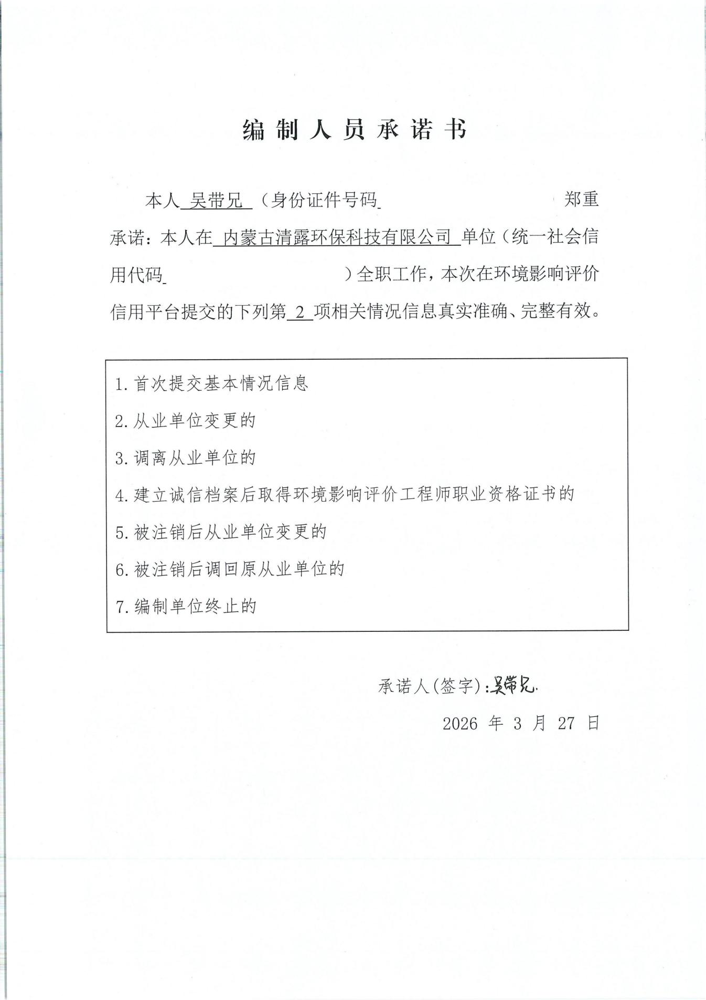 编制人员承诺书
本人 吴带兄 （身份证件号码 郑重
承诺：本人在 内蒙古清露环保科技有限公司 单位（统一社会信
用代码 ）全职工作，本次在环境影响评价
信用平台提交的下列第 2 项相关情况信息真实准确、完整有效。
1.首次提交基本情况信息
2.从业单位变更的
3.调离从业单位的
4.建立诚信档案后取得环境影响评价工程师职业资格证书的
5.被注销后从业单位变更的
6.被注销后调回原从业单位的
7.编制单位终止的
承诺人(签字):吴带兄.
2026 年 3 月 27 日